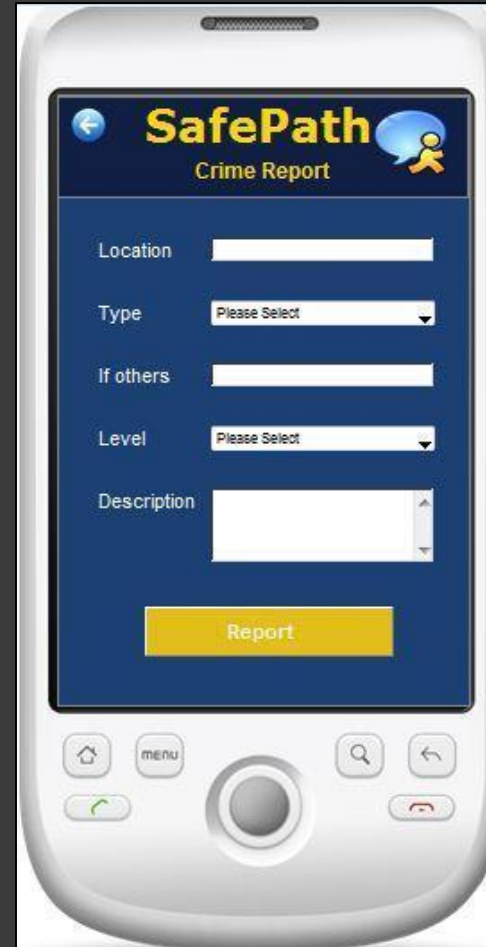 SafePath
Crime Report
Location
Type Please Select
If others
Level Please Select
Description
Report
MENU